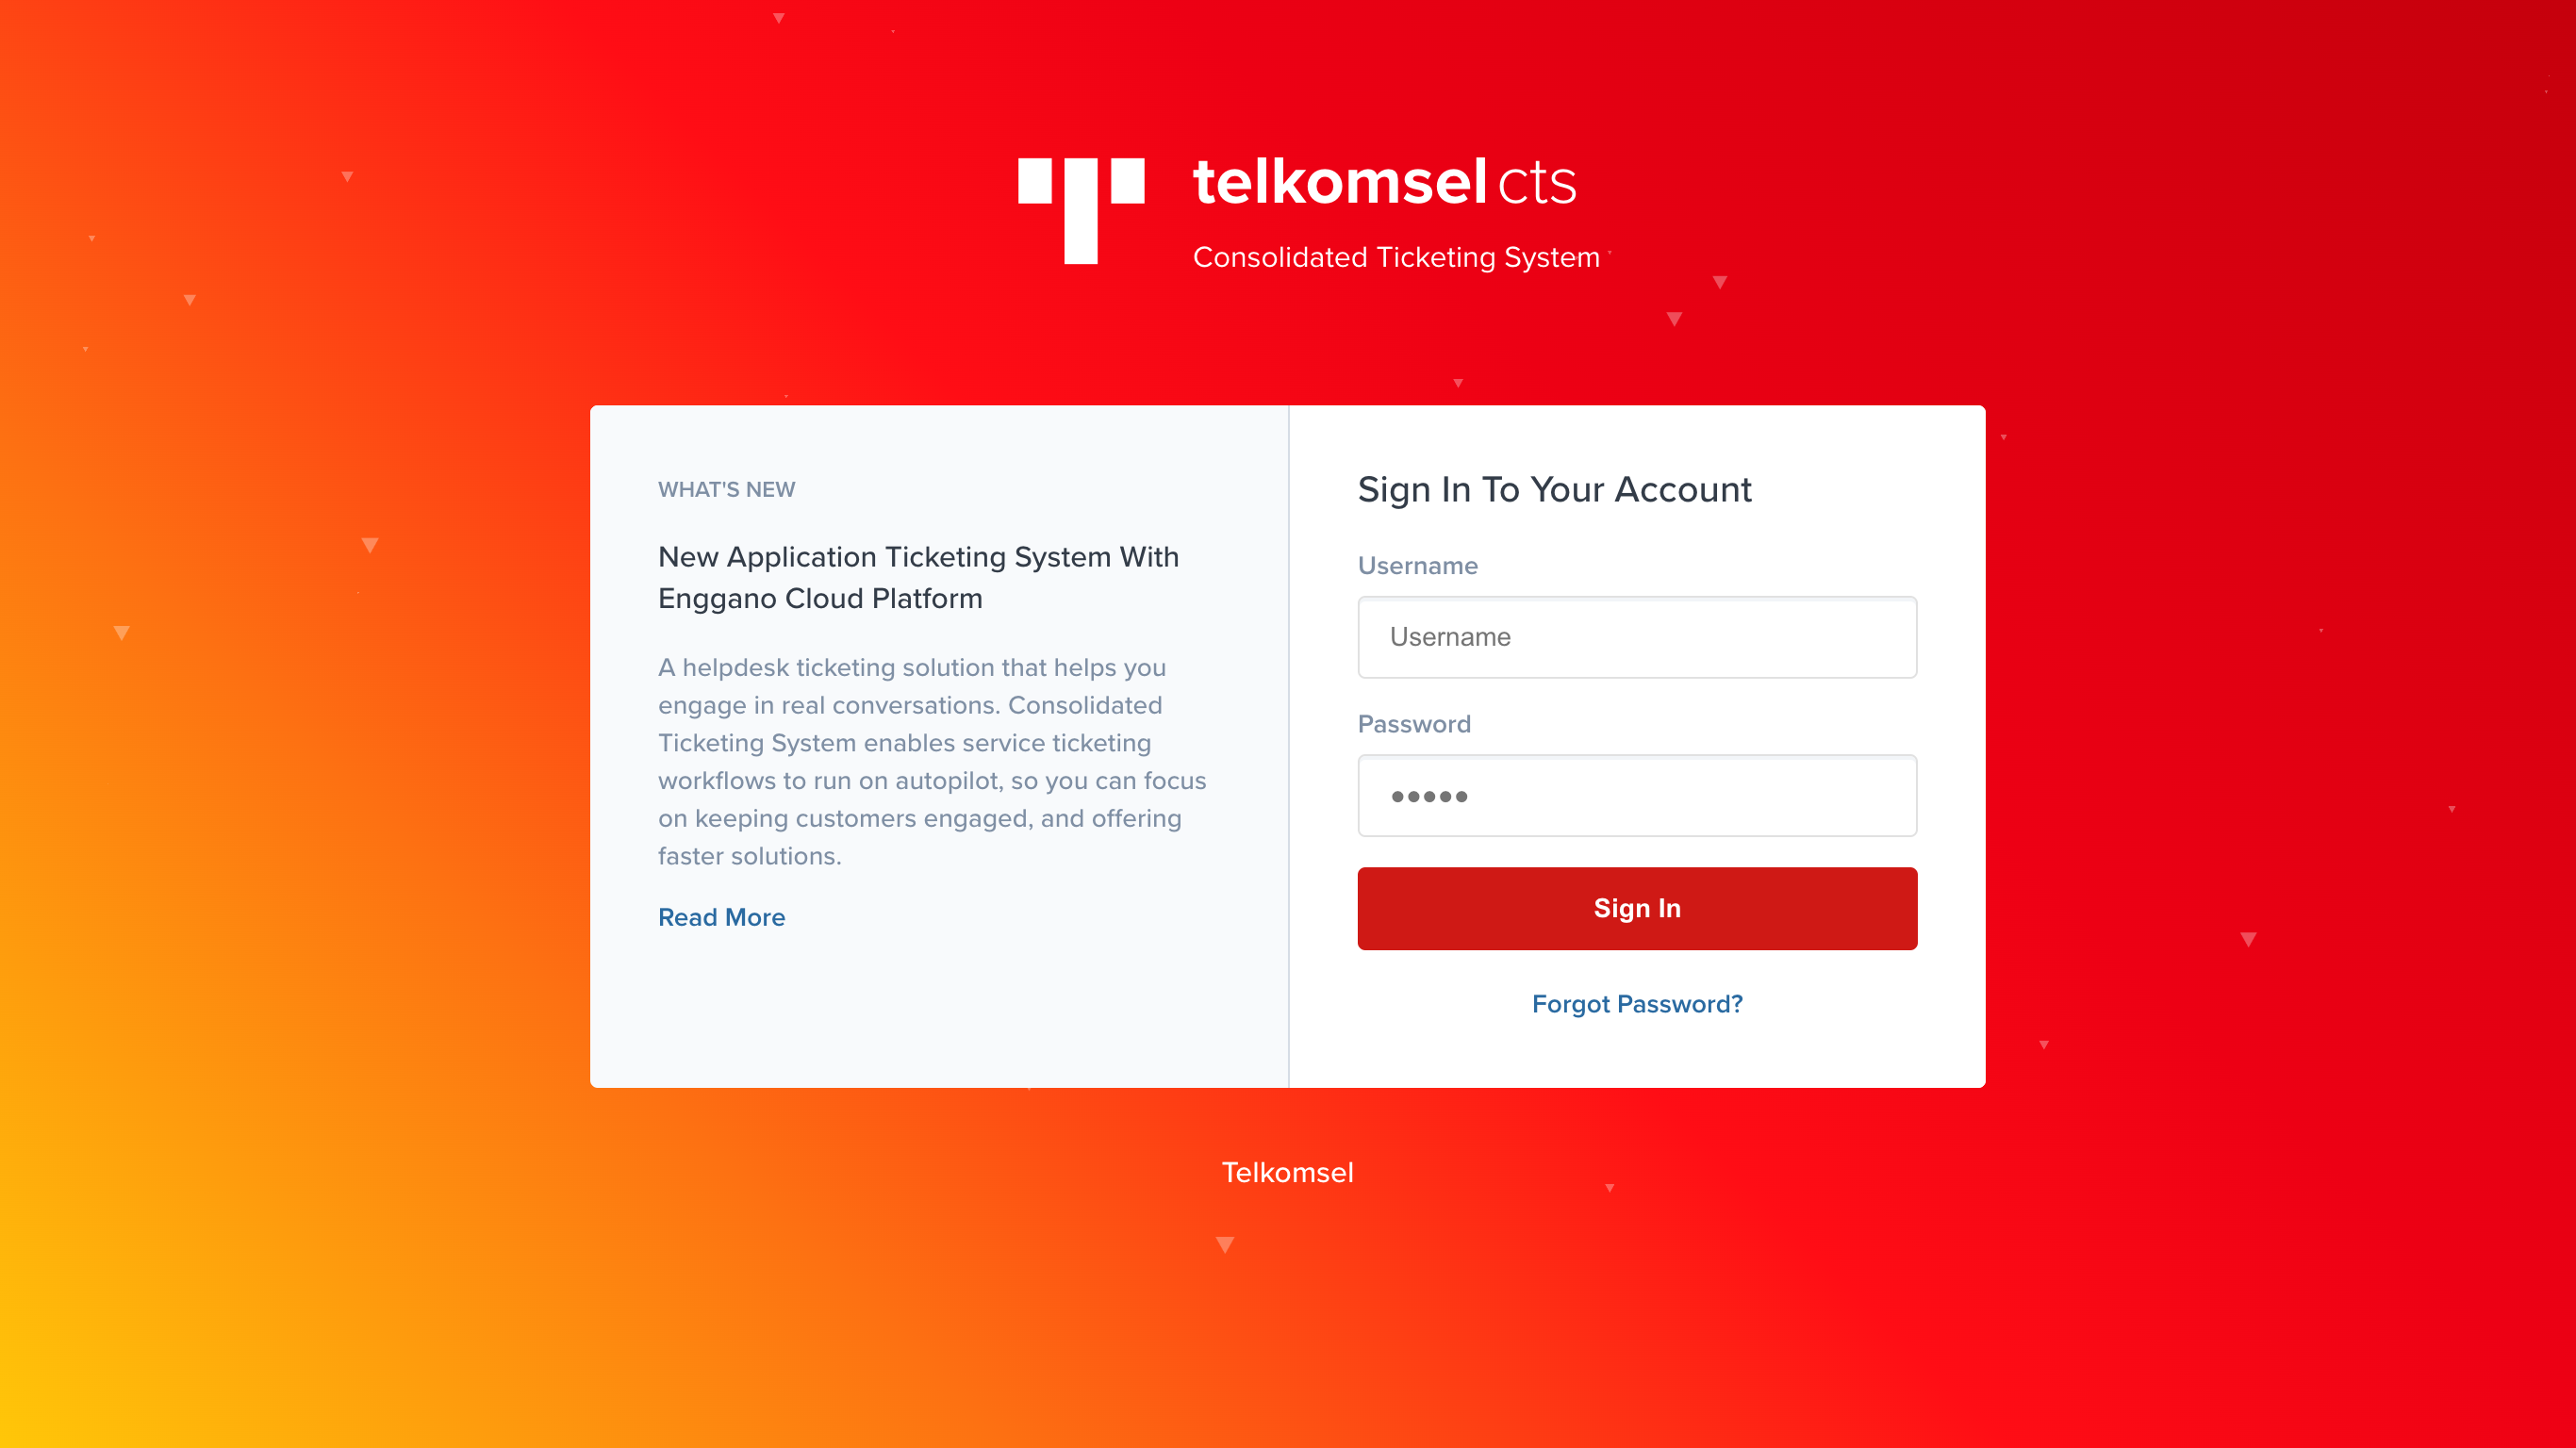 telkomsel cts
Consolidated Ticketing System
WHAT'S NEW
New Application Ticketing System With
Enggano Cloud Platform
A helpdesk ticketing solution that helps you
engage in real conversations. Consolidated
Ticketing System enables service ticketing
workflows to run on autopilot, so you can focus
on keeping customers engaged, and offering
faster solutions.
Read More
Sign In To Your Account
Username
Username
Password
•••••
Sign In
Forgot Password?
Telkomsel